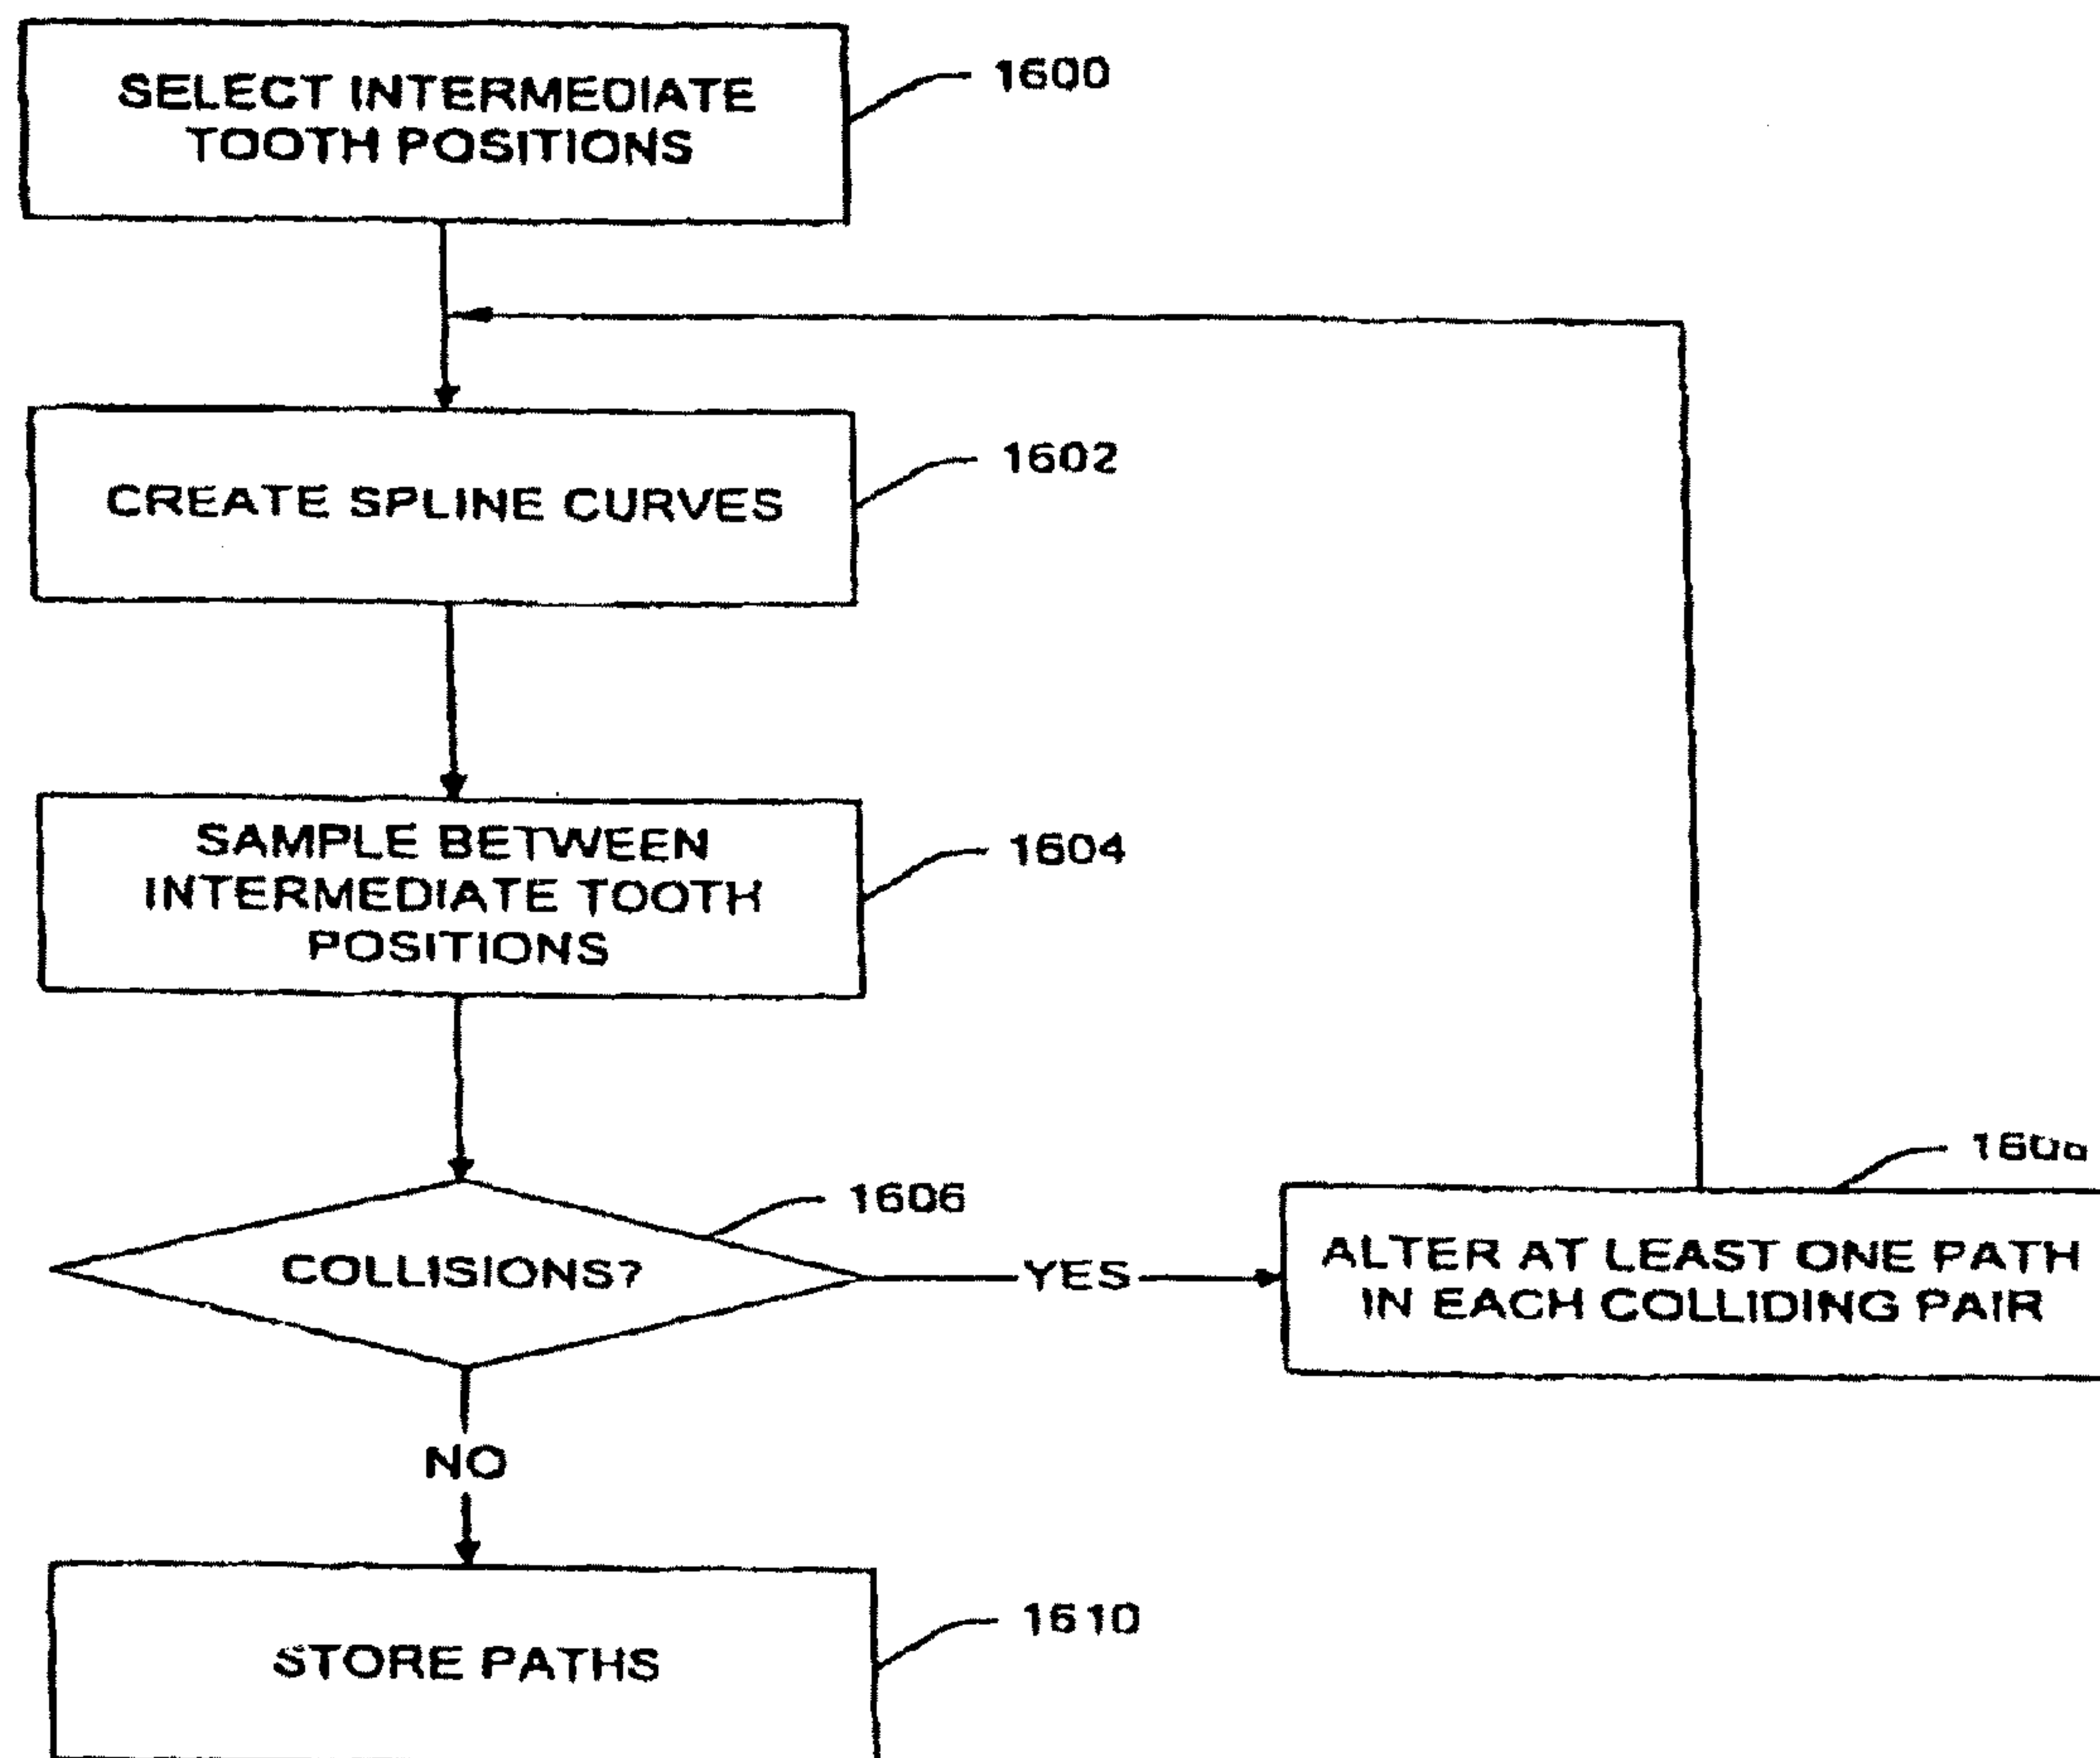 SELECT INTERMEDIATE
TOOTH POSITIONS
1600
CREATE SPLINE CURVES
1602
SAMPLE BETWEEN
INTERMEDIATE TOOTH
POSITIONS
1604
COLLISIONS?
1606
YES
ALTER AT LEAST ONE PATH
IN EACH COLLIDING PAIR
NO
STORE PATHS
1610